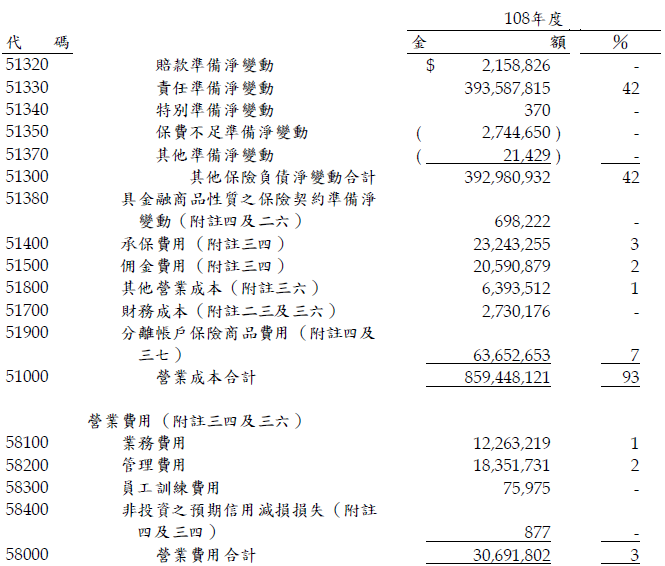 108年度
代 碼 金 額 %
51320 賠款準備淨變動 $ 2,158,826 -
51330 責任準備淨變動 393,587,815 42
51340 特別準備淨變動 370 -
51350 保費不足準備淨變動 ( 2,744,650 ) -
51370 其他準備淨變動 ( 21,429 ) -
51300 其他保險負債淨變動合計 392,980,932 42
51380 具金融商品性質之保險契約準備淨
變動（附註四及二六） 698,222 -
51400 承保費用（附註三四） 23,243,255 3
51500 佣金費用（附註三四） 20,590,879 2
51800 其他營業成本（附註三六） 6,393,512 1
51700 財務成本（附註二三及三六） 2,730,176 -
51900 分離帳戶保險商品費用（附註四及
三七） 63,652,653 7
51000 營業成本合計 859,448,121 93
營業費用（附註三四及三六）
58100 業務費用 12,263,219 1
58200 管理費用 18,351,731 2
58300 員工訓練費用 75,975 -
58400 非投資之預期信用減損損失（附註
四及三四） 877 -
58000 營業費用合計 30,691,802 3